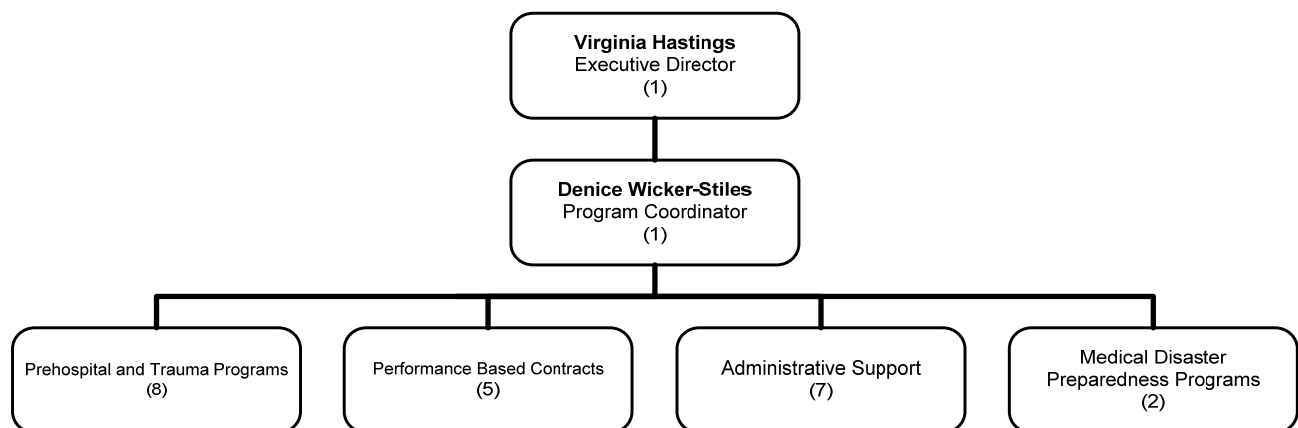 Virginia Hastings
Executive Director
(1)
Denice Wicker-Stiles
Program Coordinator
(1)
Prehospital and Trauma Programs
(8)
Performance Based Contracts
(5)
Administrative Support
(7)
Medical Disaster
Preparedness Programs
(2)